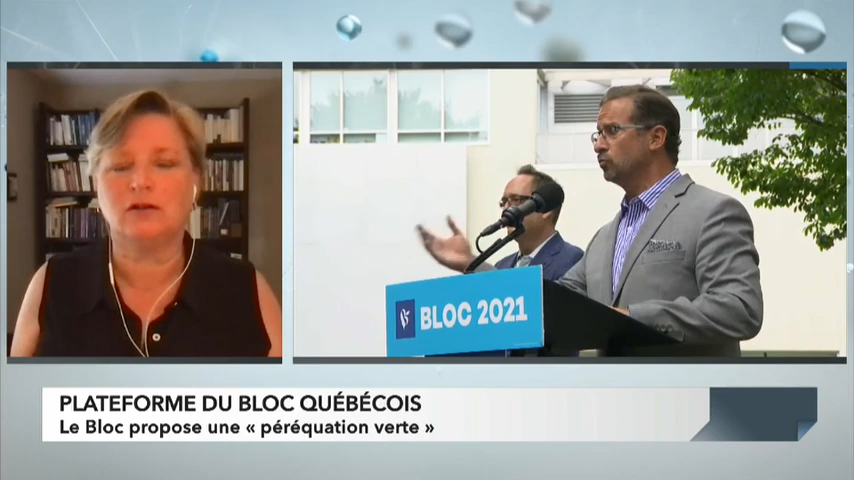 BLOC 2021
PLATEFORME DU BLOC QUÉBÉCOIS
Le Bloc propose une « péréquation verte »